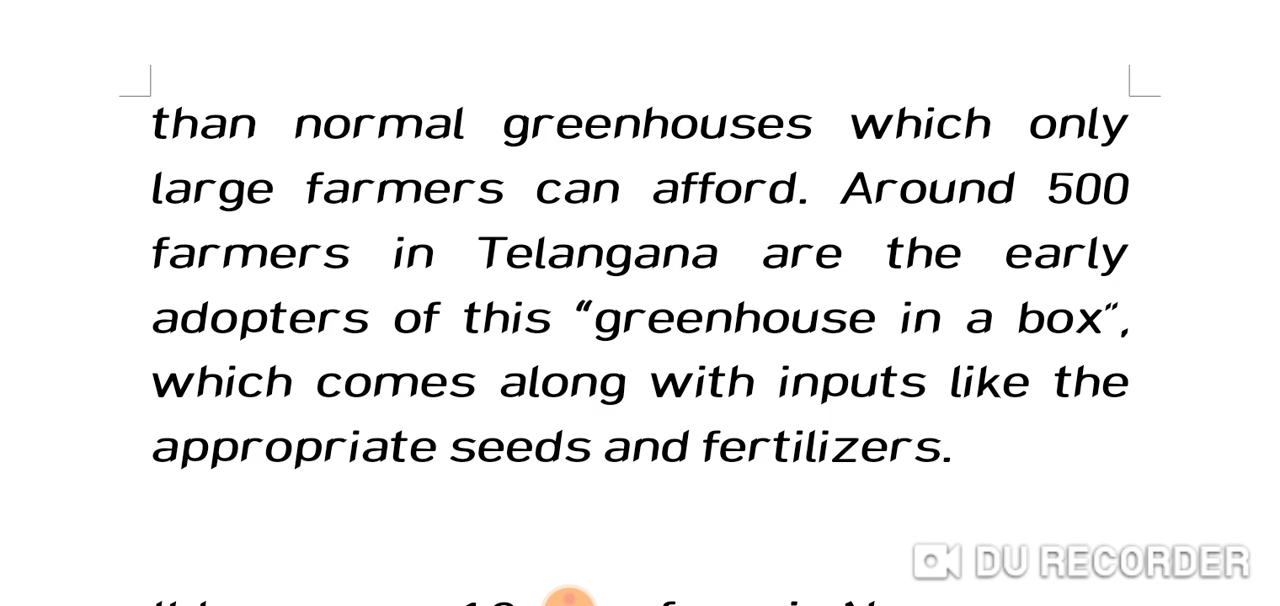 than normal greenhouses which only
large farmers can afford. Around 500
farmers in Telangana are the early
adopters of this “greenhouse in a box”,
which comes along with inputs like the
appropriate seeds and fertilizers.
DU RECORDER